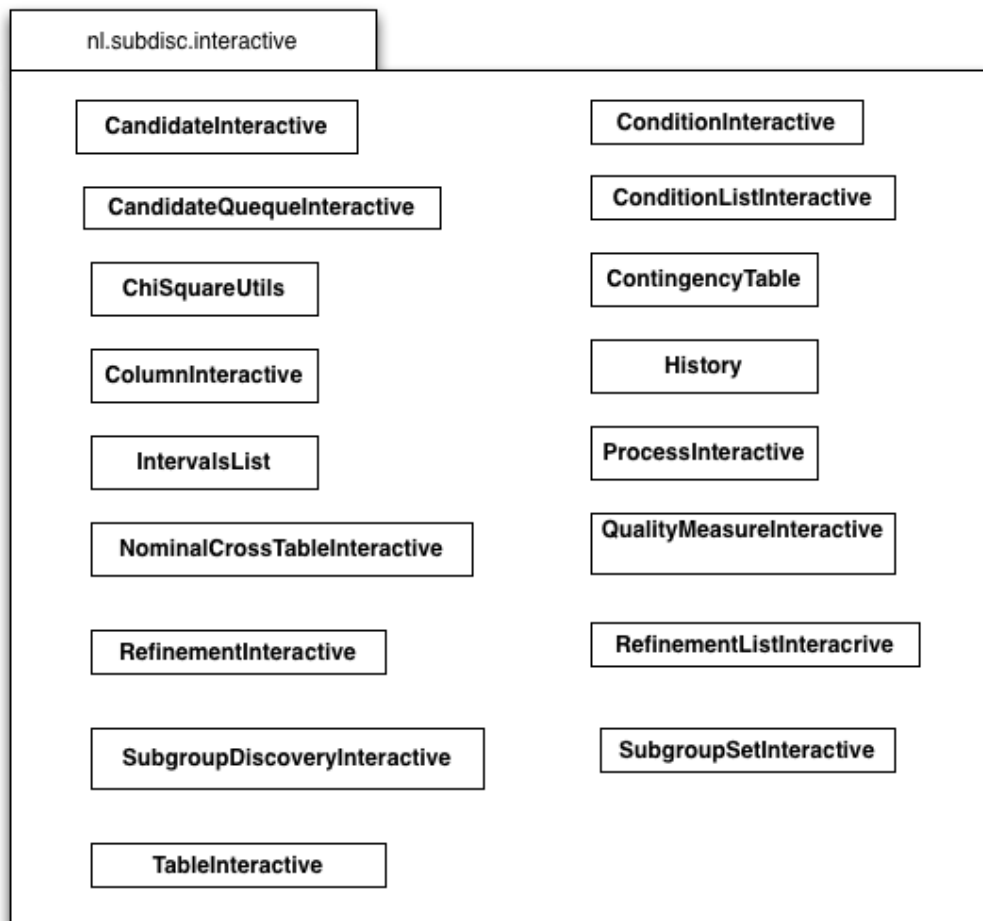 nl.subdisc.interactive
CandidateInteractive
ConditionInteractive
CandidateQuequeInteractive
ConditionListInteractive
ChiSquareUtils
ContingencyTable
ColumnInteractive
History
IntervalsList
ProcessInteractive
NominalCrossTableInteractive
QualityMeasureInteractive
RefinementInteractive
RefinementListInteracrive
SubgroupDiscoveryInteractive
SubgroupSetInteractive
TableInteractive